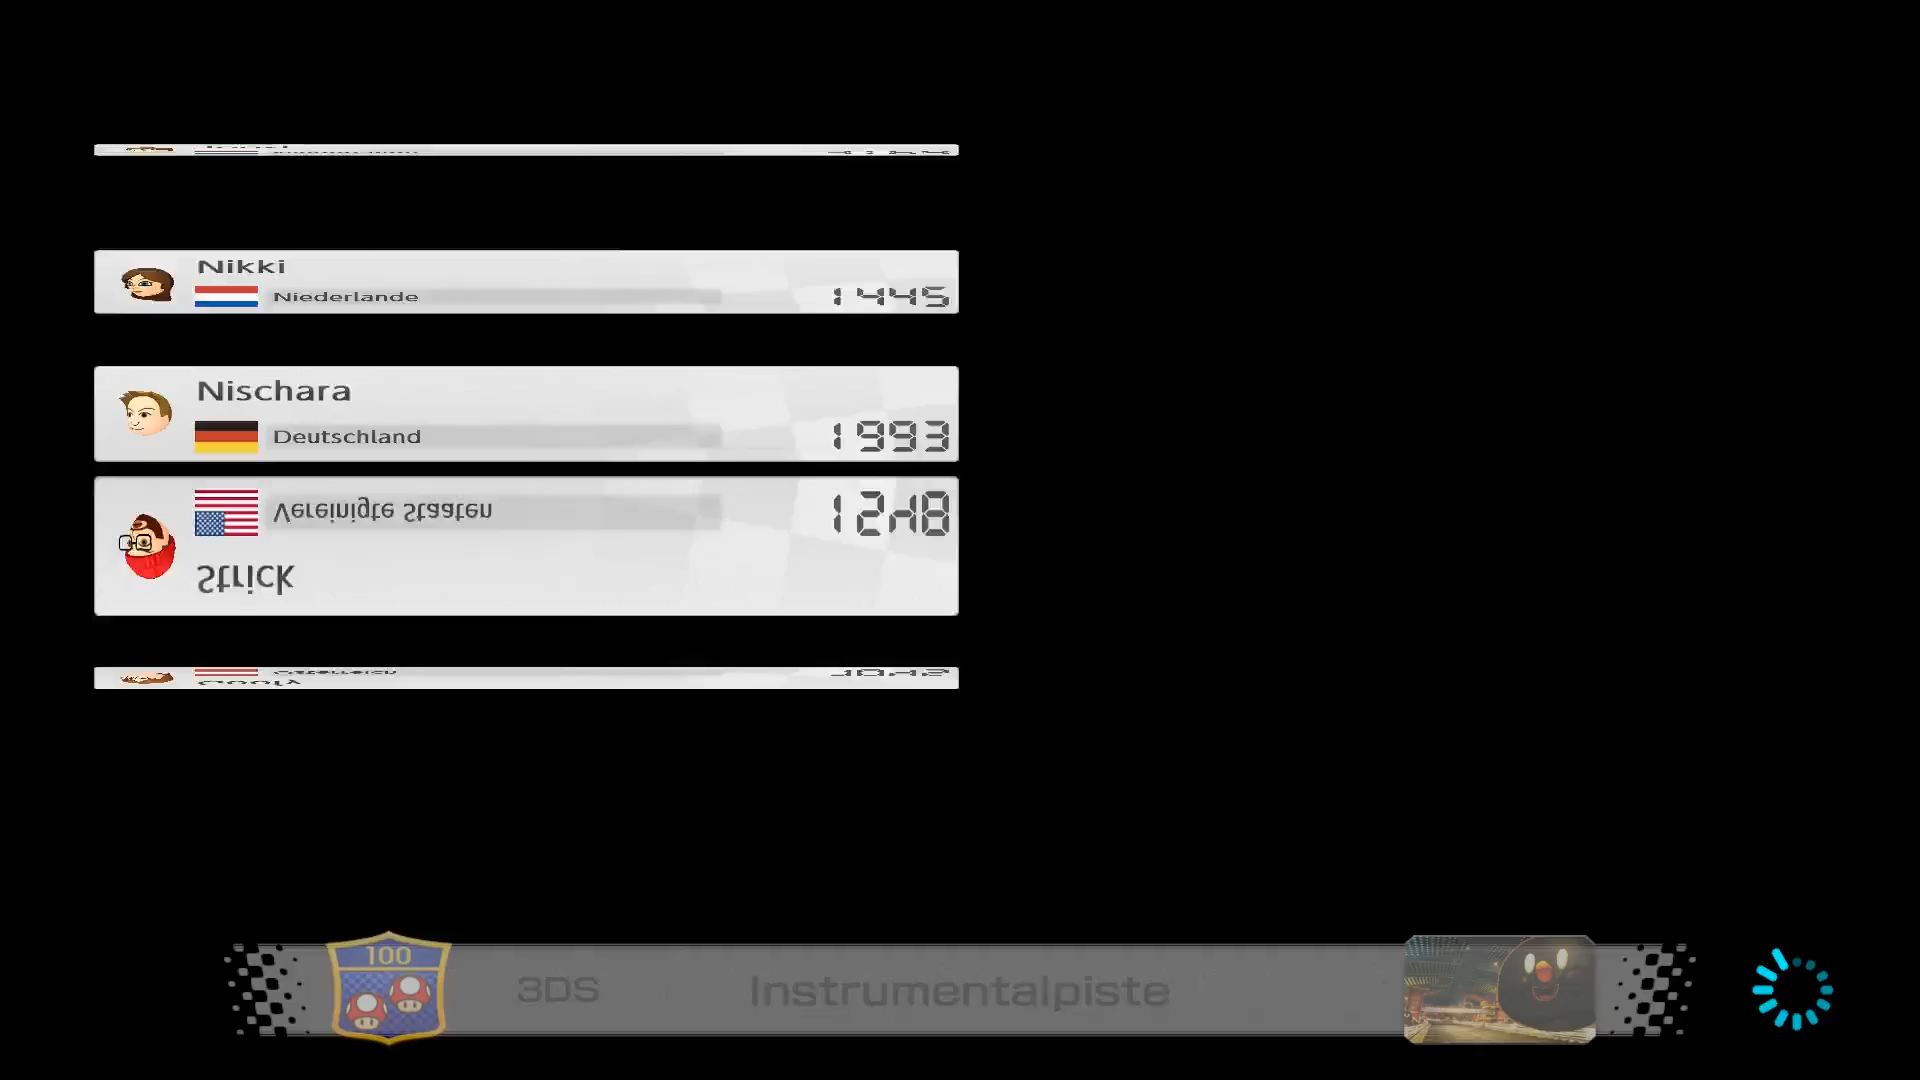 Nikki
Niederlande 1445
Nischara
Deutschland 1993
Vereinigte Staaten 1248
Strick
100 3DS Instrumentalpiste